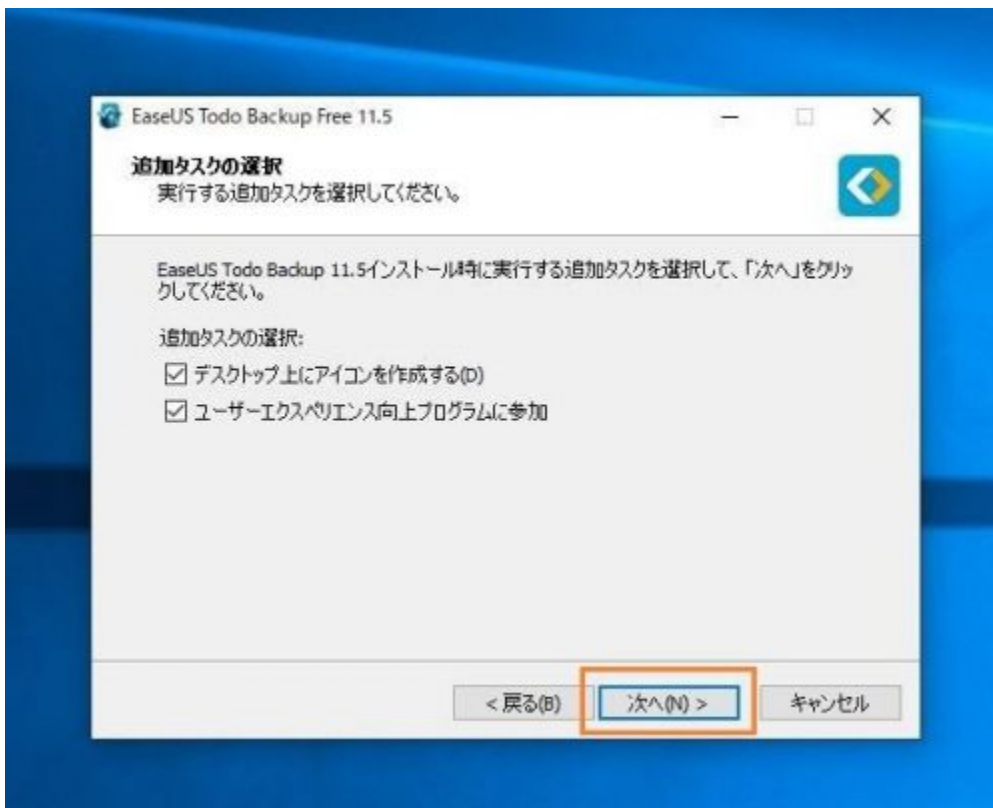 EaseUS Todo Backup Free 11.5
追加タスクの選択
実行する追加タスクを選択してください。
EaseUS Todo Backup 11.5インストール時に実行する追加タスクを選択して、「次へ」をクリッ
クしてください。
追加タスクの選択:
デスクトップ上にアイコンを作成する(D)
ユーザーエクスペリエンス向上プログラムに参加
< 戻る(B)
次へ(N) >
キャンセル